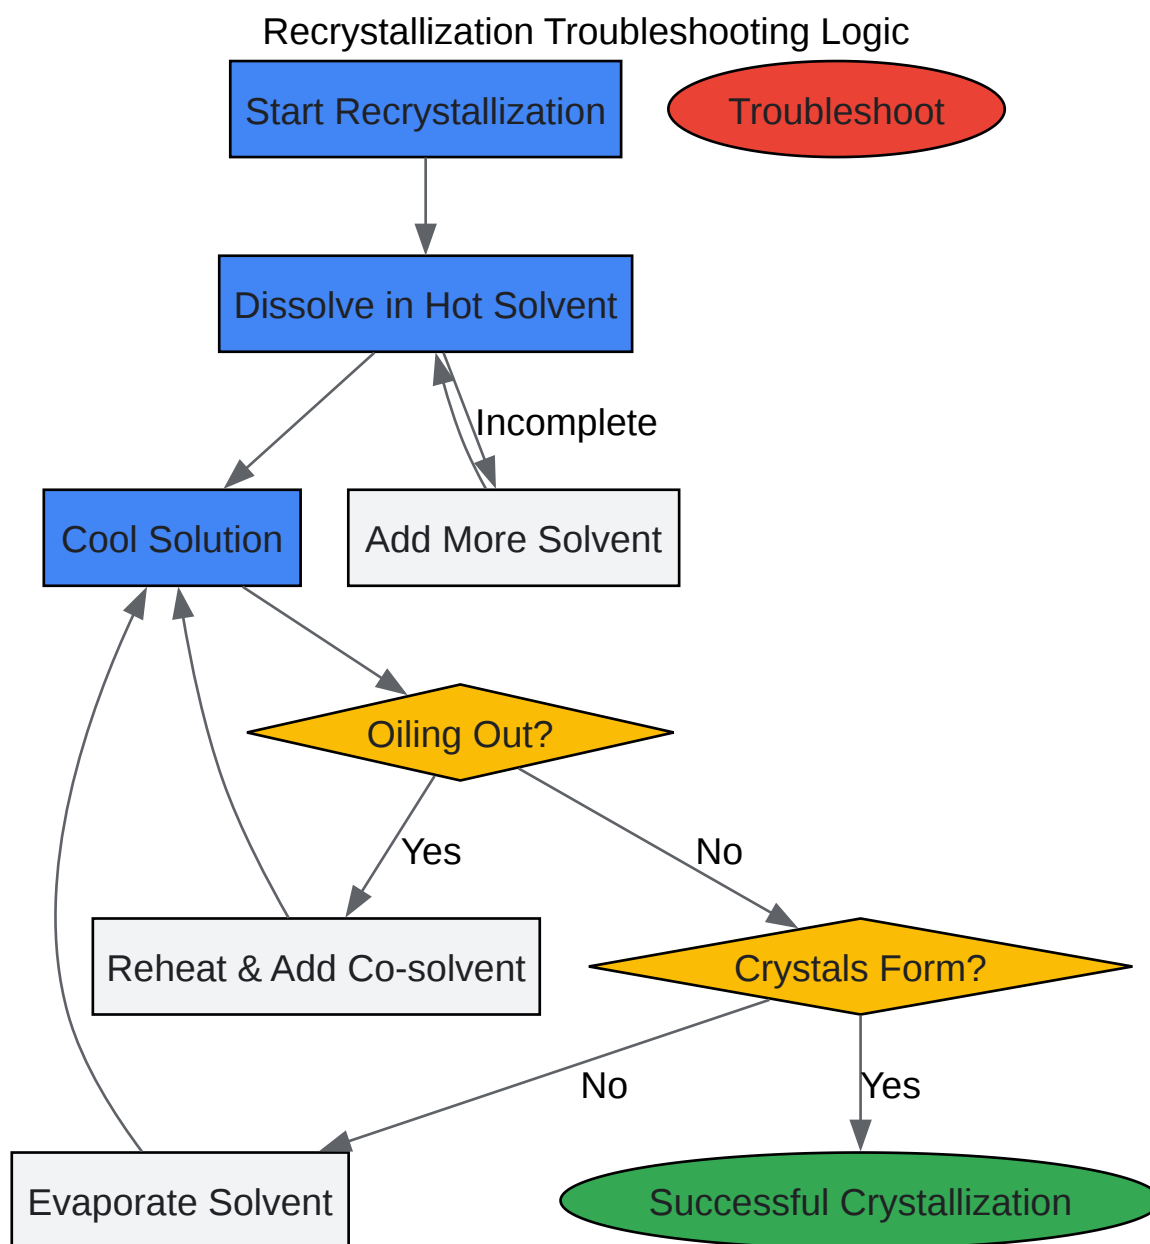 Recrystallization Troubleshooting Logic
Start Recrystallization
Troubleshoot
Dissolve in Hot Solvent
Incomplete
Cool Solution
Add More Solvent
Oiling Out?
Yes
No
Reheat & Add Co-solvent
Crystals Form?
No
Yes
Evaporate Solvent
Successful Crystallization